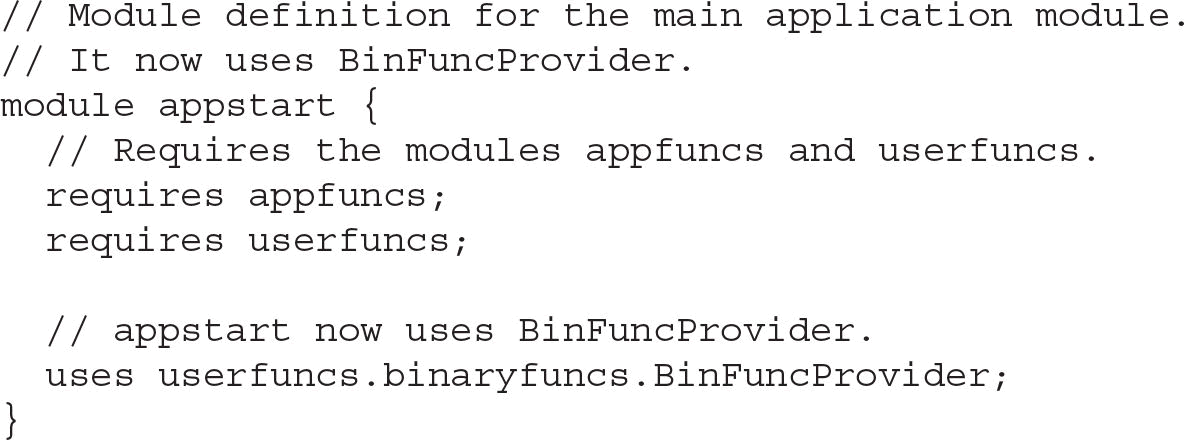 // Module definition for the main application module.
// It now uses BinFuncProvider.
module appstart {
  // Requires the modules appfuncs and userfuncs.
  requires appfuncs;
  requires userfuncs;

  // appstart now uses BinFuncProvider.
  uses userfuncs.binaryfuncs.BinFuncProvider;
}